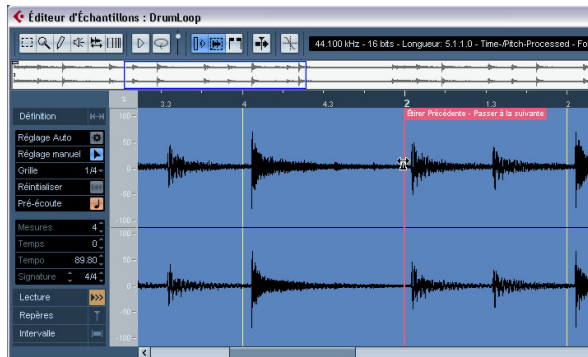 Éditeur d'Échantillons : DrumLoop
44.100 kHz - 16 bits - Longueur: 5.1.1.0 - Time-/Pitch-Processed - Fo
% 3.3 4 4.3 2 1.3 2
Étirer Précédente - Passer à la suivante
Définition
Réglage Auto
Réglage manuel
Grille 1/4
Réinitialiser
Pré-écoute
Mesures 4
Temps 0
Tempo 89.80
Signature 4/4
Lecture
Repères
Intervalle
100
50
0
-50
-100
100
50
0
-50
-100